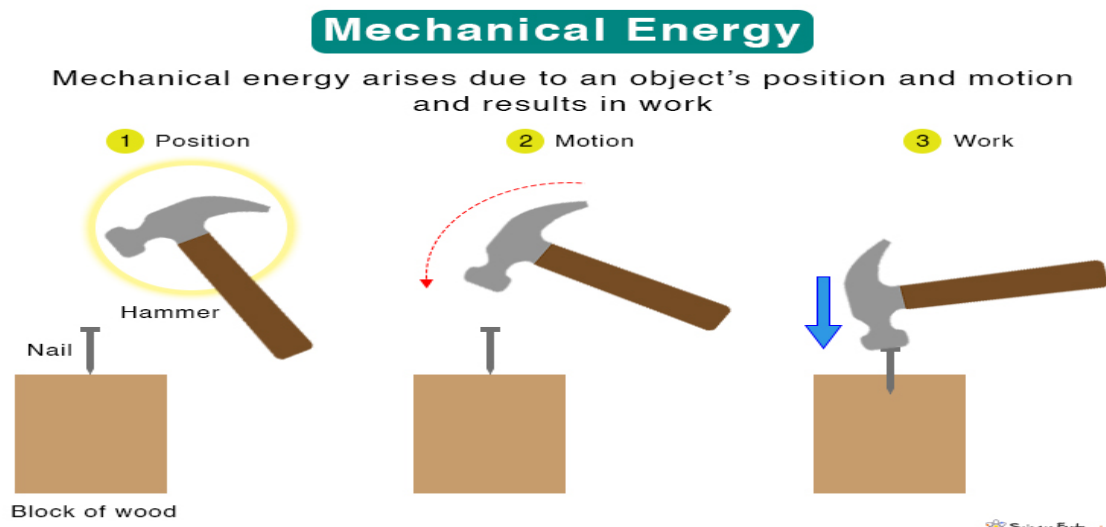 Mechanical Energy
Mechanical energy arises due to an object's position and motion
and results in work
1 Position
2 Motion
3 Work
Hammer
Nail
Block of wood